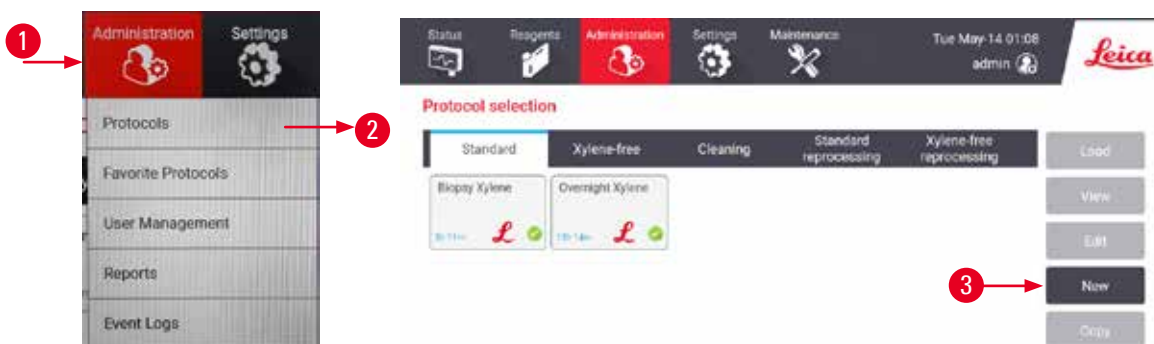 1
Administration
Settings
Protocols
2
Favorite Protocols
User Management
Reports
Event Logs
Status
Reagents
Administration
Settings
Maintenance
Tue May-14 01:08
admin
Leica
Protocol selection
Standard
Xylene-free
Cleaning
Standard
reprocessing
Xylene-free
reprocessing
Load
View
Edit
New
Copy
Biopsy Xylene
Overnight Xylene
L
L
3